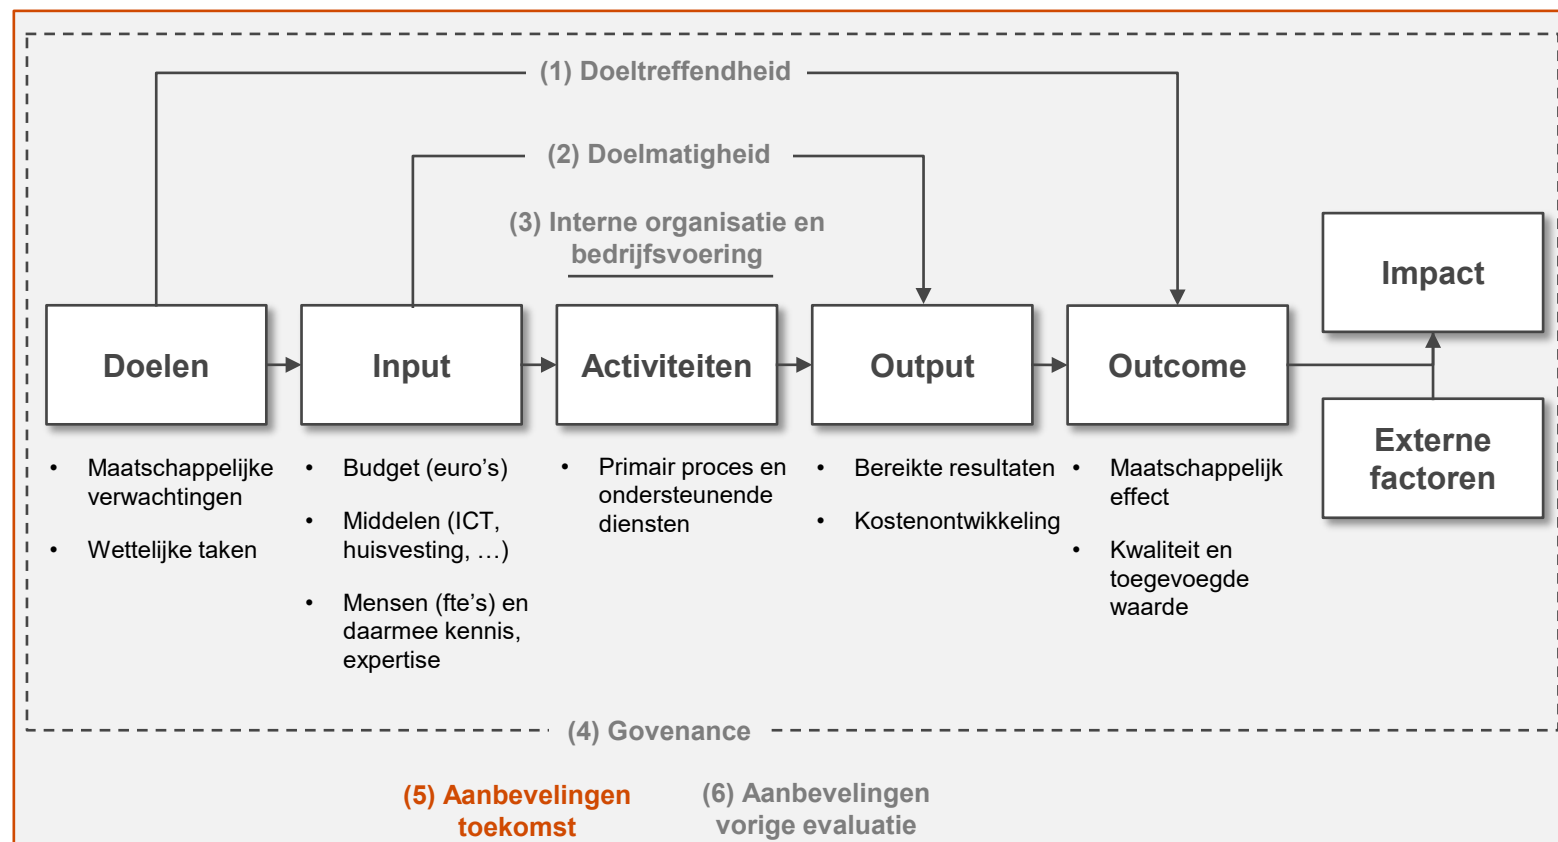 (1) Doeltreffendheid
(2) Doelmatigheid
(3) Interne organisatie en
bedrijfsvoering
Impact
Doelen
Input
Activiteiten
Output
Outcome
Externe
factoren
• Maatschappelijke
verwachtingen
• Wettelijke taken
• Budget (euro’s)
• Middelen (ICT,
huisvesting, …)
• Mensen (fte’s) en
daarmee kennis,
expertise
• Primair proces en
ondersteunende
diensten
• Bereikte resultaten
• Kostenontwikkeling
• Maatschappelijk
effect
• Kwaliteit en
toegevoegde
waarde
(4) Govenance
(5) Aanbevelingen
toekomst
(6) Aanbevelingen
vorige evaluatie